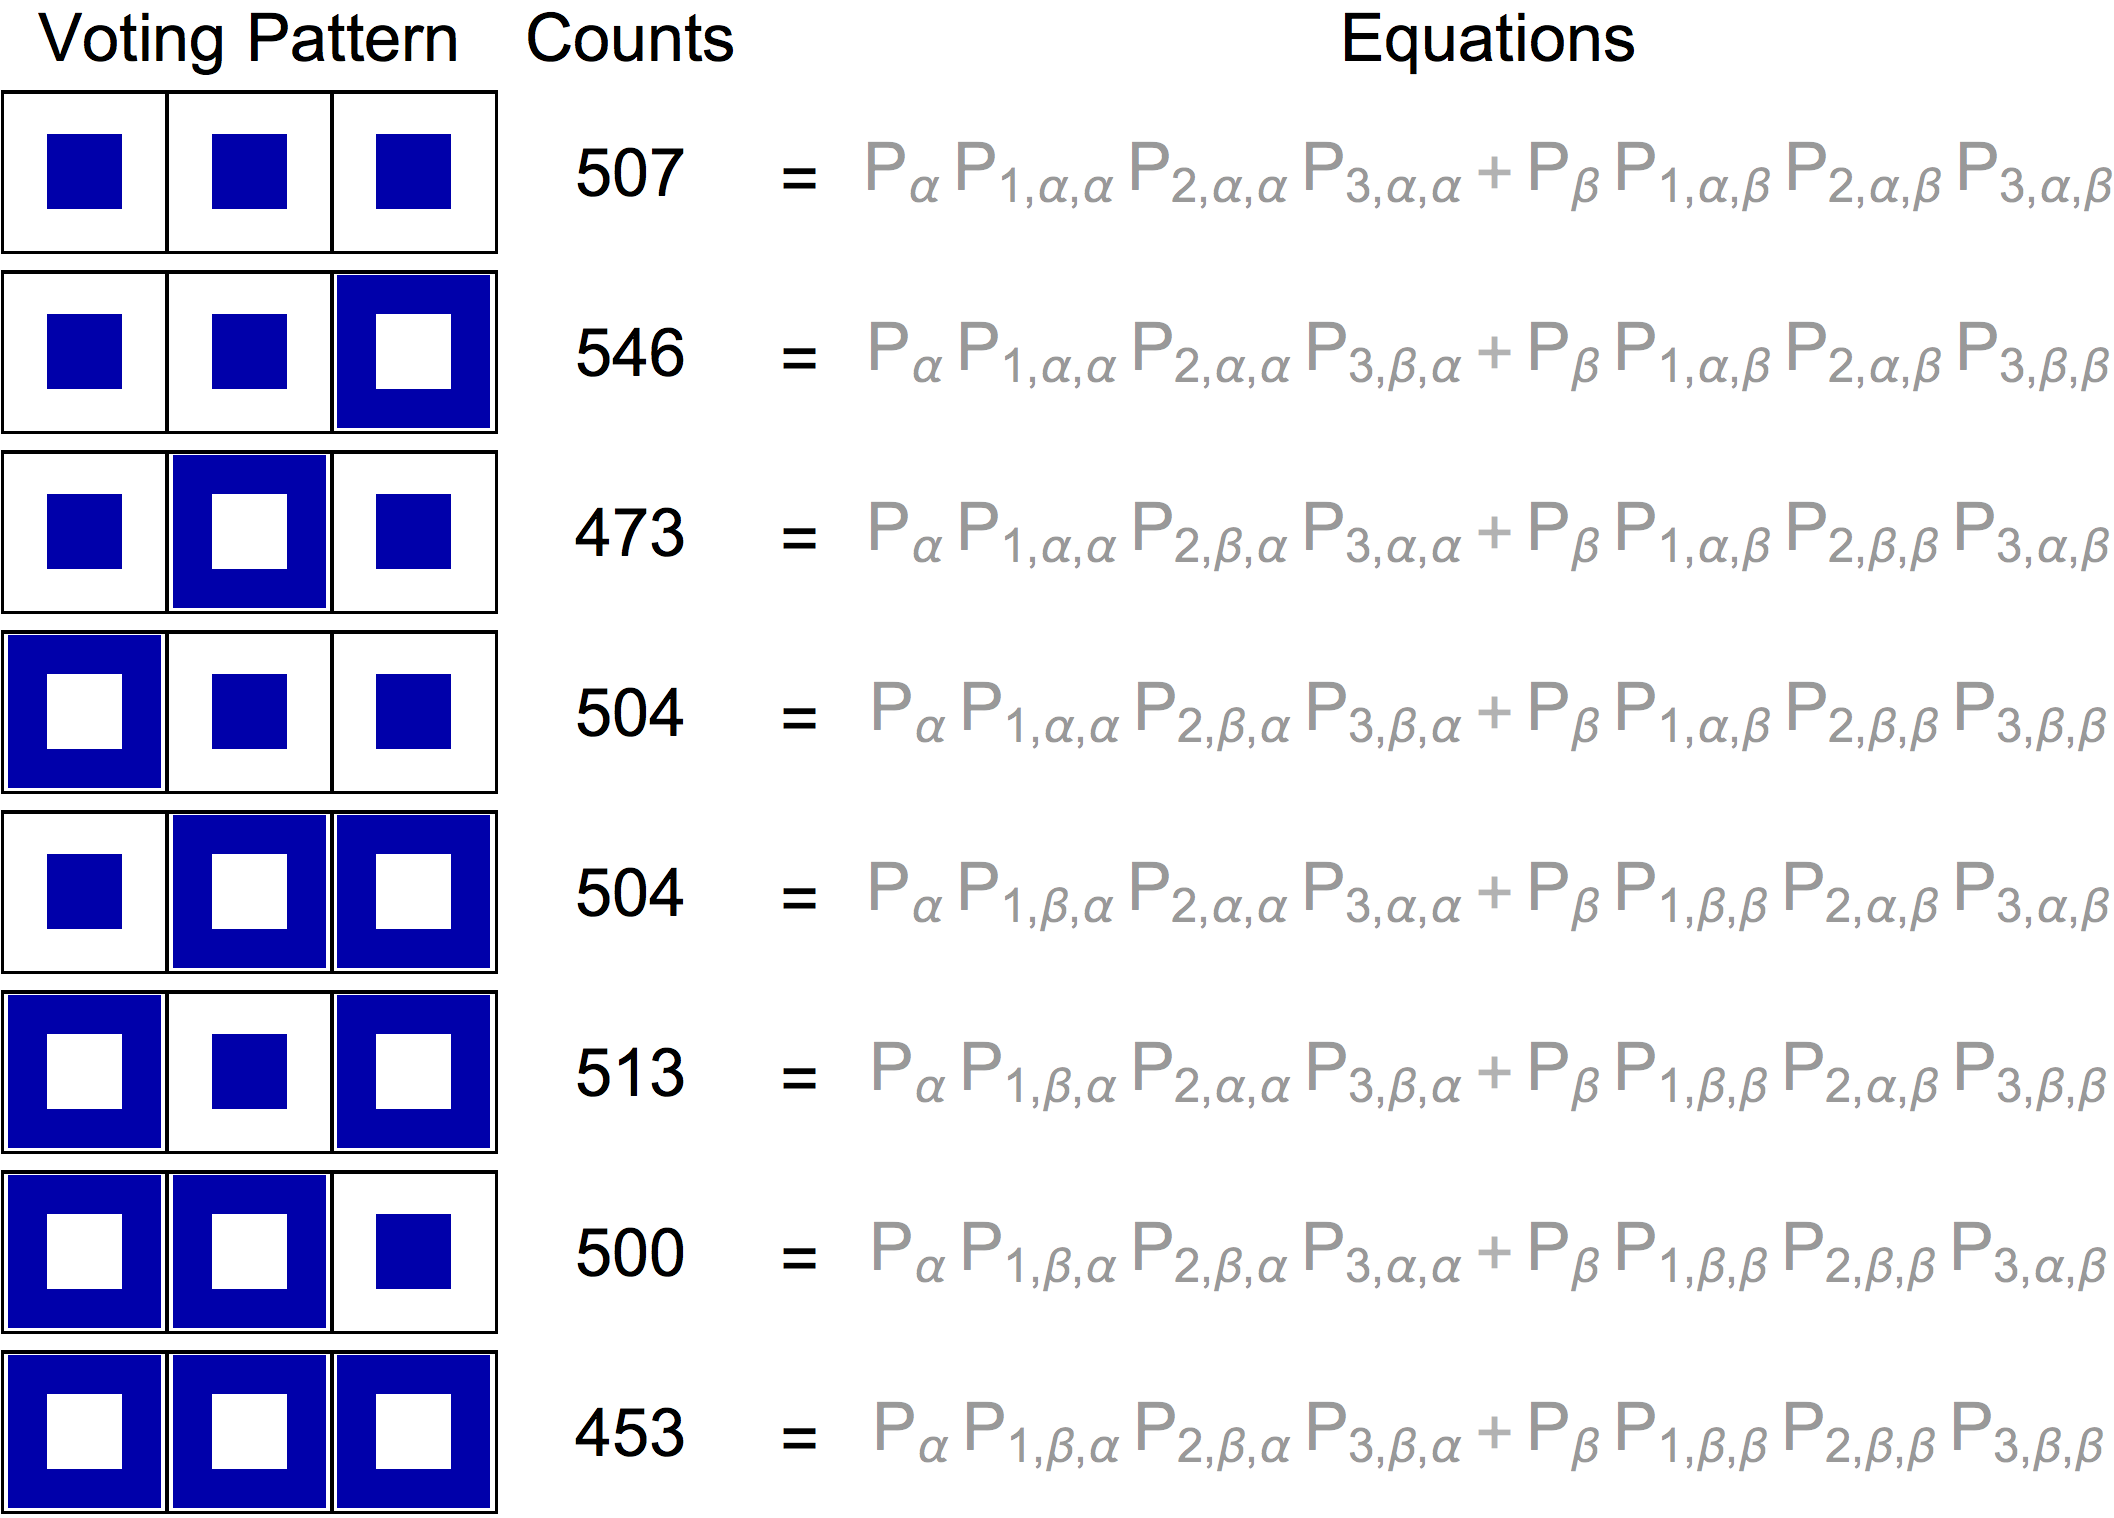 Voting Pattern Counts Equations
507 = Pα P1,α,α P2,α,α P3,α,α + Pβ P1,α,β P2,α,β P3,α,β
546 = Pα P1,α,α P2,α,α P3,β,α + Pβ P1,α,β P2,α,β P3,β,β
473 = Pα P1,α,α P2,β,α P3,α,α + Pβ P1,α,β P2,β,β P3,α,β
504 = Pα P1,α,α P2,β,α P3,β,α + Pβ P1,α,β P2,β,β P3,β,β
504 = Pα P1,β,α P2,α,α P3,α,α + Pβ P1,β,β P2,α,β P3,α,β
513 = Pα P1,β,α P2,α,α P3,β,α + Pβ P1,β,β P2,α,β P3,β,β
500 = Pα P1,β,α P2,β,α P3,α,α + Pβ P1,β,β P2,β,β P3,α,β
453 = Pα P1,β,α P2,β,α P3,β,α + Pβ P1,β,β P2,β,β P3,β,β